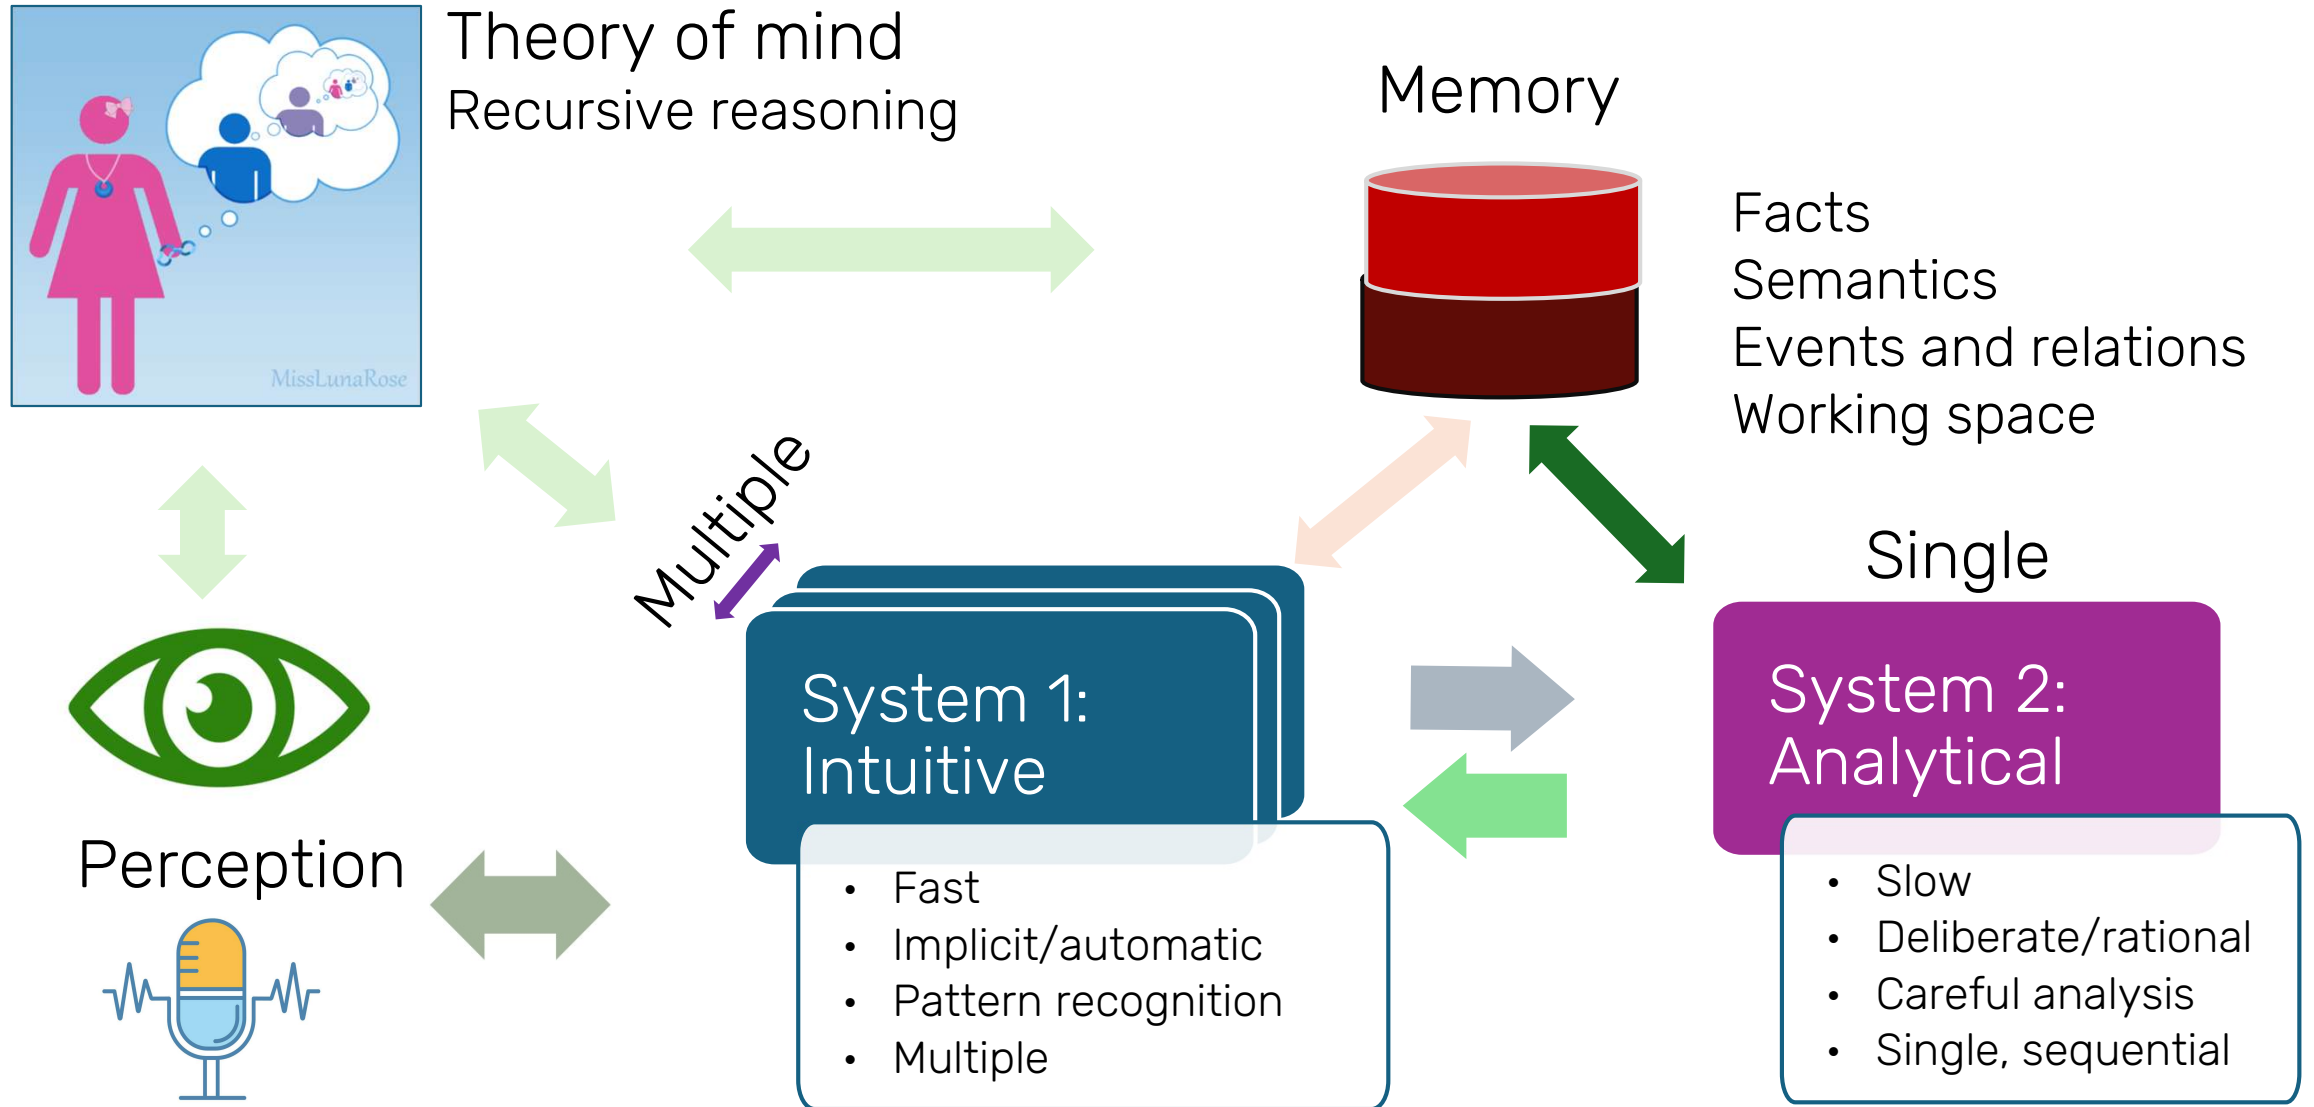 Theory of mind
Recursive reasoning
MissLunaRose
Memory
Facts
Semantics
Events and relations
Working space
Multiple
Single
System 1:
Intuitive
• Fast
• Implicit/automatic
• Pattern recognition
• Multiple
System 2:
Analytical
• Slow
• Deliberate/rational
• Careful analysis
• Single, sequential
Perception